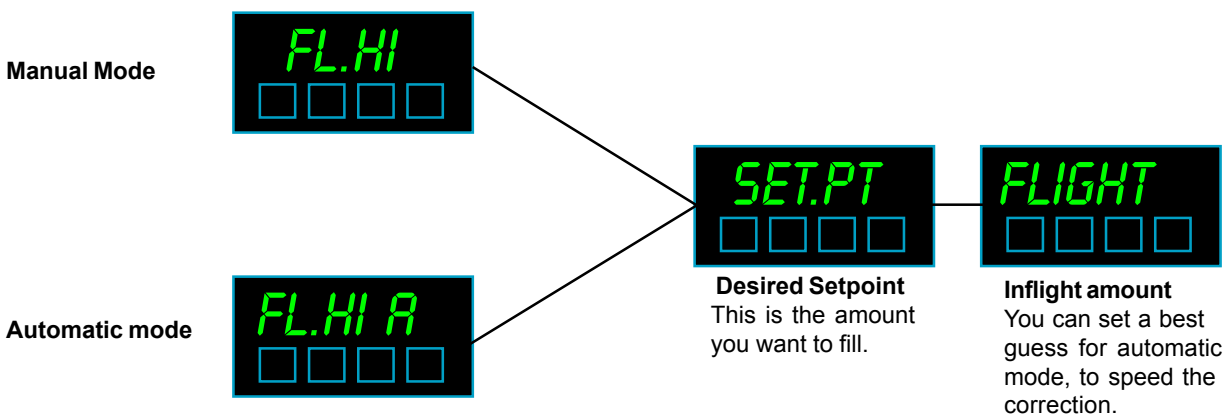 Manual Mode
FL.HI
Automatic mode
FL.HI A
SET.PT
Desired Setpoint
This is the amount
you want to fill.
FLIGHT
Inflight amount
You can set a best
guess for automatic
mode, to speed the
correction.